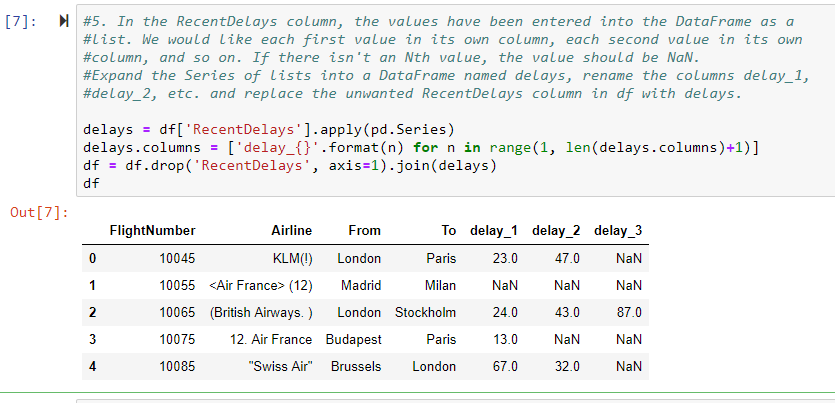 [7]:
#5. In the RecentDelays column, the values have been entered into the DataFrame as a
#list. We would like each first value in its own column, each second value in its own
#column, and so on. If there isn't an Nth value, the value should be NaN.
#Expand the Series of lists into a DataFrame named delays, rename the columns delay_1,
#delay_2, etc. and replace the unwanted RecentDelays column in df with delays.
delays = df['RecentDelays'].apply(pd.Series)
delays.columns = ['delay_{}'.format(n) for n in range(1, len(delays.columns)+1)]
df = df.drop('RecentDelays', axis=1).join(delays)
df
Out[7]:
FlightNumber Airline From To delay_1 delay_2 delay_3
0 10045 KLM(!) London Paris 23.0 47.0 NaN
1 10055 <Air France> (12) Madrid Milan NaN NaN NaN
2 10065 (British Airways. ) London Stockholm 24.0 43.0 87.0
3 10075 12. Air France Budapest Paris 13.0 NaN NaN
4 10085 "Swiss Air" Brussels London 67.0 32.0 NaN